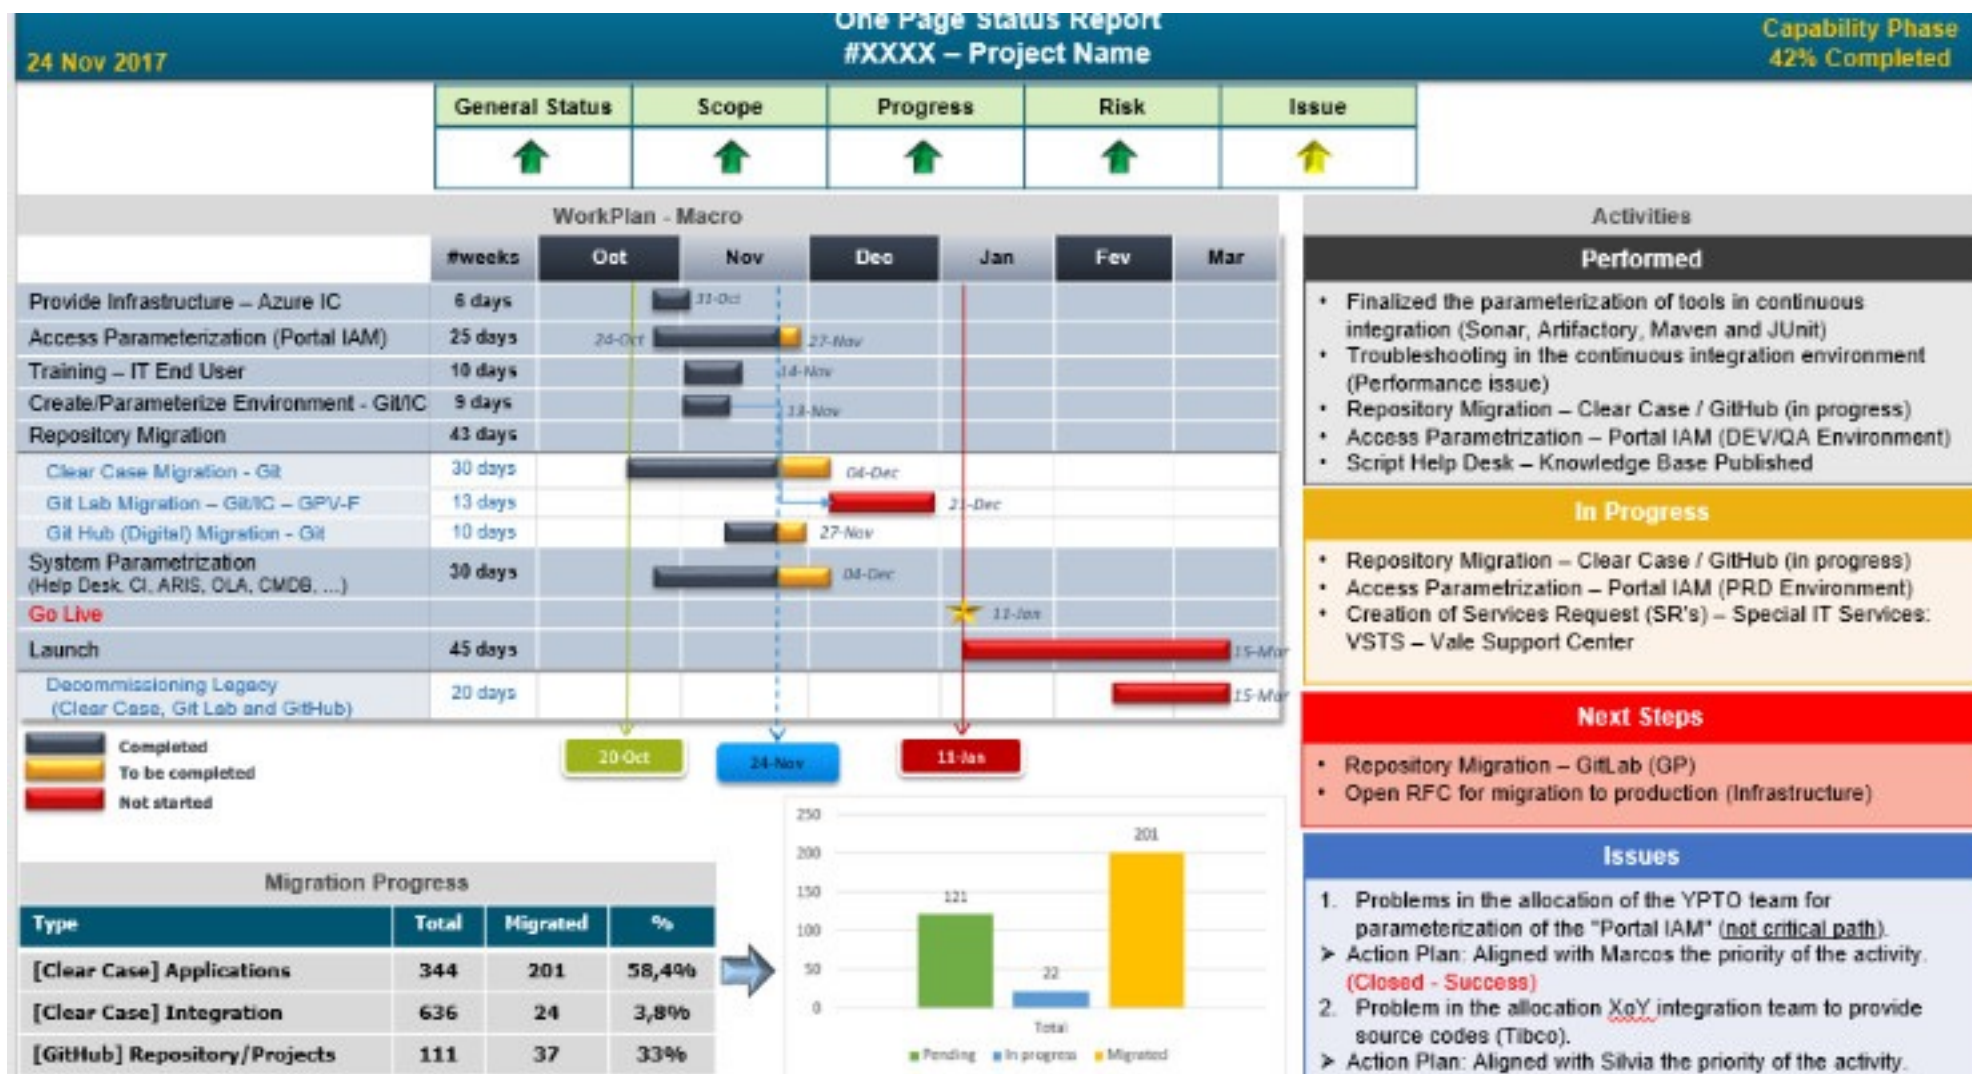 One Page Status Report
#XXXX – Project Name
24 Nov 2017
Capability Phase
42% Completed
General Status Scope Progress Risk Issue
WorkPlan - Macro
#weeks Oct Nov Dec Jan Fev Mar
Provide Infrastructure – Azure IC 6 days 31-Oct
Access Parameterization (Portal IAM) 25 days 24-Oct 27-Nov
Training – IT End User 10 days 14-Nov
Create/Parameterize Environment - Git/IC 9 days 13-Nov
Repository Migration 43 days
Clear Case Migration - Git 30 days 04-Dec
Git Lab Migration – Git/IC – GPV-F 13 days 21-Dec
Git Hub (Digital) Migration - Git 10 days 27-Nov
System Parametrization
(Help Desk, CI, ARIS, OLA, CMDB, ...) 30 days 04-Dec
Go Live 11-Jan
Launch 45 days 15-Mar
Decommissioning Legacy
(Clear Case, Git Lab and GitHub) 20 days 15-Mar
20-Oct 24-Nov 11-Jan
Completed
To be completed
Not started
Migration Progress
Type Total Migrated %
[Clear Case] Applications 344 201 58,4%
[Clear Case] Integration 636 24 3,8%
[GitHub] Repository/Projects 111 37 33%
250
200
150
100
50
0
121
22
201
Total
Pending In progress Migrated
Activities
Performed
• Finalized the parameterization of tools in continuous
integration (Sonar, Artifactory, Maven and JUnit)
• Troubleshooting in the continuous integration environment
(Performance issue)
• Repository Migration – Clear Case / GitHub (in progress)
• Access Parametrization – Portal IAM (DEV/QA Environment)
• Script Help Desk – Knowledge Base Published
In Progress
• Repository Migration – Clear Case / GitHub (in progress)
• Access Parametrization – Portal IAM (PRD Environment)
• Creation of Services Request (SR's) – Special IT Services:
VSTS – Vale Support Center
Next Steps
• Repository Migration – GitLab (GP)
• Open RFC for migration to production (Infrastructure)
Issues
1. Problems in the allocation of the YPTO team for
parameterization of the "Portal IAM" (not critical path).
➢ Action Plan: Aligned with Marcos the priority of the activity.
(Closed - Success)
2. Problem in the allocation XoY integration team to provide
source codes (Tibco).
➢ Action Plan: Aligned with Silvia the priority of the activity.